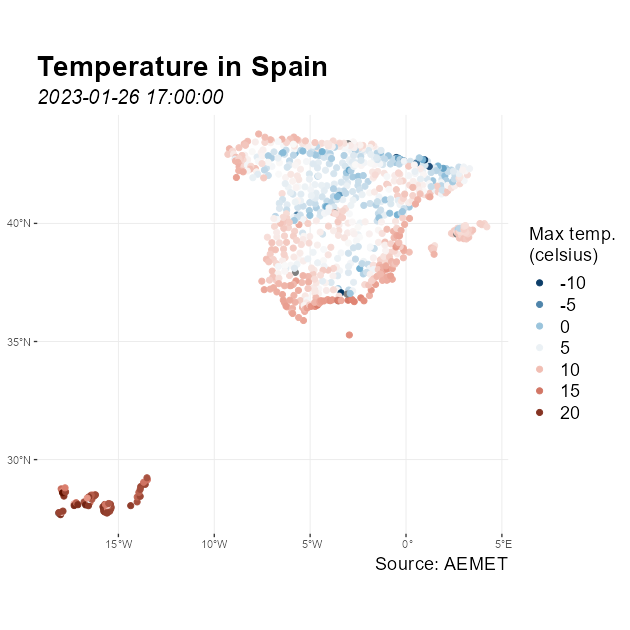 Temperature in Spain
2023-01-26 17:00:00
40°N
35°N
30°N
15°W
10°W
5°W
0°
5°E
Max temp.
(celsius)
-10
-5
0
5
10
15
20
Source: AEMET